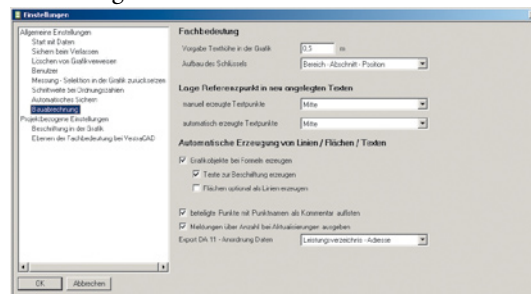 Einstellungen
Allgemeine Einstellungen
Start mit Daten
Sichern beim Verlassen
Löschen von Grafikverweisen
Benutzer
Messung - Selektion in der Grafik zurücksetzen
Schrittweite bei Ordnungszahlen
Automatisches Sichern
Bauabrechnung
Projektbezogene Einstellungen
Beschriftung in der Grafik
Ebenen der Fachbedeutung bei VestraCAD
OK
Abbrechen
Fachbedeutung
Vorgabe Texthöhe in der Grafik 0,5 m
Aufbau des Schlüssels Bereich - Abschnitt - Position
Lage Referenzpunkt in neu angelegten Texten
manuell erzeugte Textpunkte Mitte
automatisch erzeugte Textpunkte Mitte
Automatische Erzeugung von Linien / Flächen / Texten
Grafikobjekte bei Formeln erzeugen
Texte zur Beschriftung erzeugen
Flächen optional als Linien erzeugen
beteiligte Punkte mit Punktnamen als Kommentar auflisten
Meldungen über Anzahl bei Aktualisierungen ausgeben
Export DA 11 - Anordnung Daten Leistungsverzeichnis - Adresse